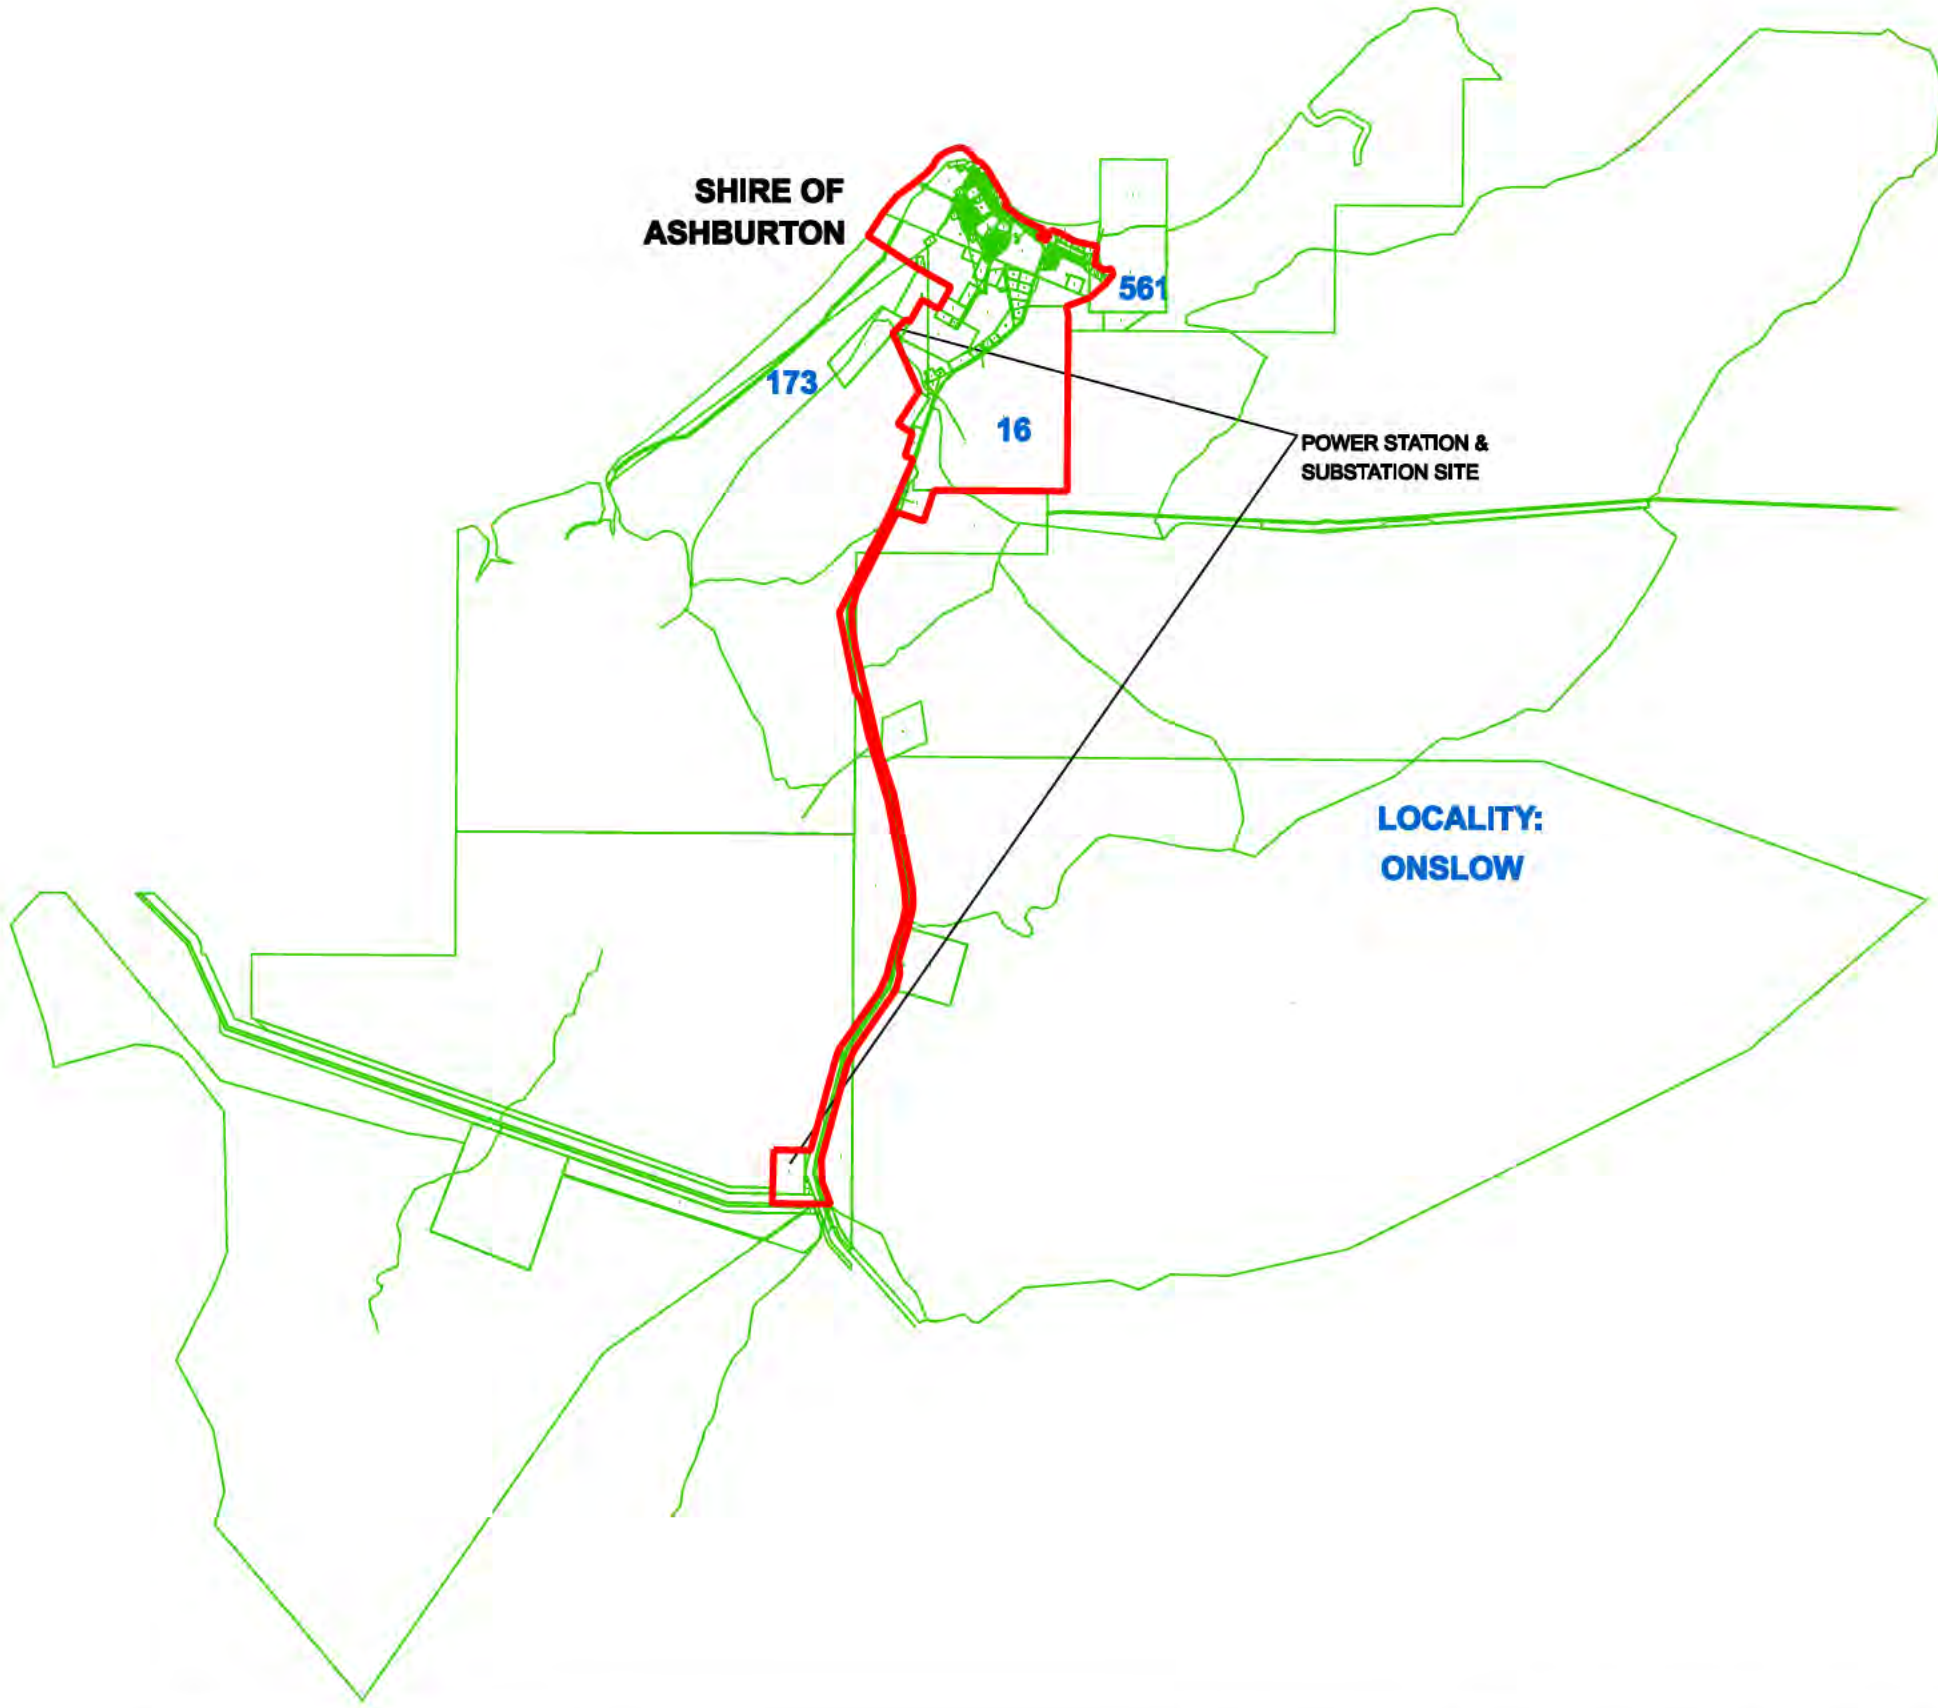 SHIRE OF
ASHBURTON
561
173
16
POWER STATION &
SUBSTATION SITE
LOCALITY:
ONSLOW